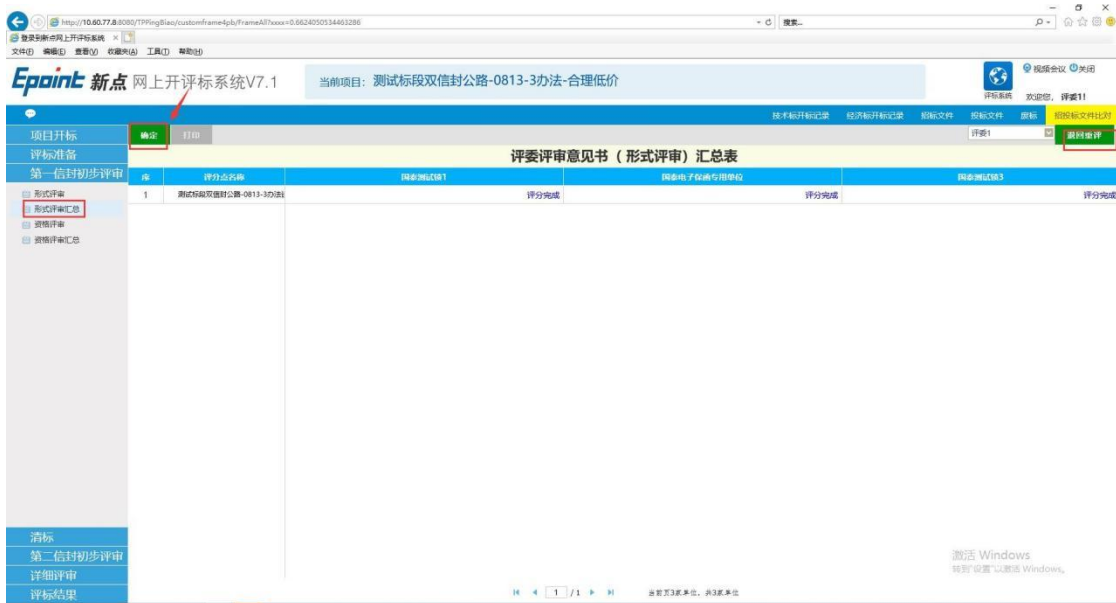 http://10.60.77.8:8080/TPPingBiao/customframe4pb/FrameAll?xxxx=0.8624050534463286
搜索...
登录到新点网上开评标系统
文件(F) 编辑(E) 查看(V) 收藏夹(A) 工具(T) 帮助(H)
Epoint 新点 网上开评标系统V7.1
当前项目：测试标段双信封公路-0813-3办法-合理低价
评标系统
视频会议 关闭
欢迎您，评委1!
技术标开标记录 经济标开标记录 招标文件 投标文件 废标 招投标文件比对
项目开标
评标准备
第一信封初步评审
形式评审
形式评审汇总
资格评审
资格评审汇总
清标
第二信封初步评审
详细评审
评标结果
确定 打印
评委1
退回重评
评委评审意见书（形式评审）汇总表
序 评分点名称 国泰测试镇1 国泰电子保函专用单位 国泰测试镇3
1 测试标段双信封公路-0813-3办法 评分完成 评分完成 评分完成
1 /1
当前页3家单位，共3家单位
激活 Windows
转到"设置"以激活 Windows。